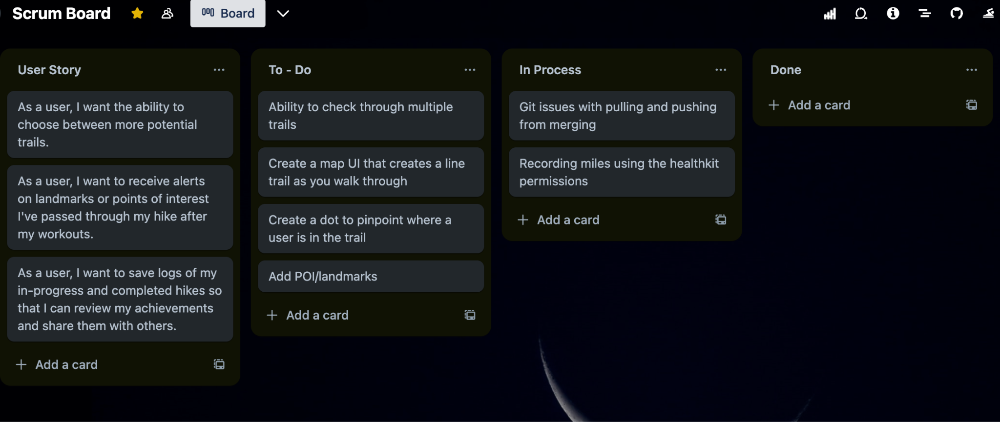 Scrum Board
Board
User Story
As a user, I want the ability to
choose between more potential
trails.
As a user, I want to receive alerts
on landmarks or points of interest
I've passed through my hike after
my workouts.
As a user, I want to save logs of my
in-progress and completed hikes so
that I can review my achievements
and share them with others.
Add a card
To - Do
Ability to check through multiple
trails
Create a map UI that creates a line
trail as you walk through
Create a dot to pinpoint where a
user is in the trail
Add POI/landmarks
Add a card
In Process
Git issues with pulling and pushing
from merging
Recording miles using the healthkit
permissions
Add a card
Done
Add a card